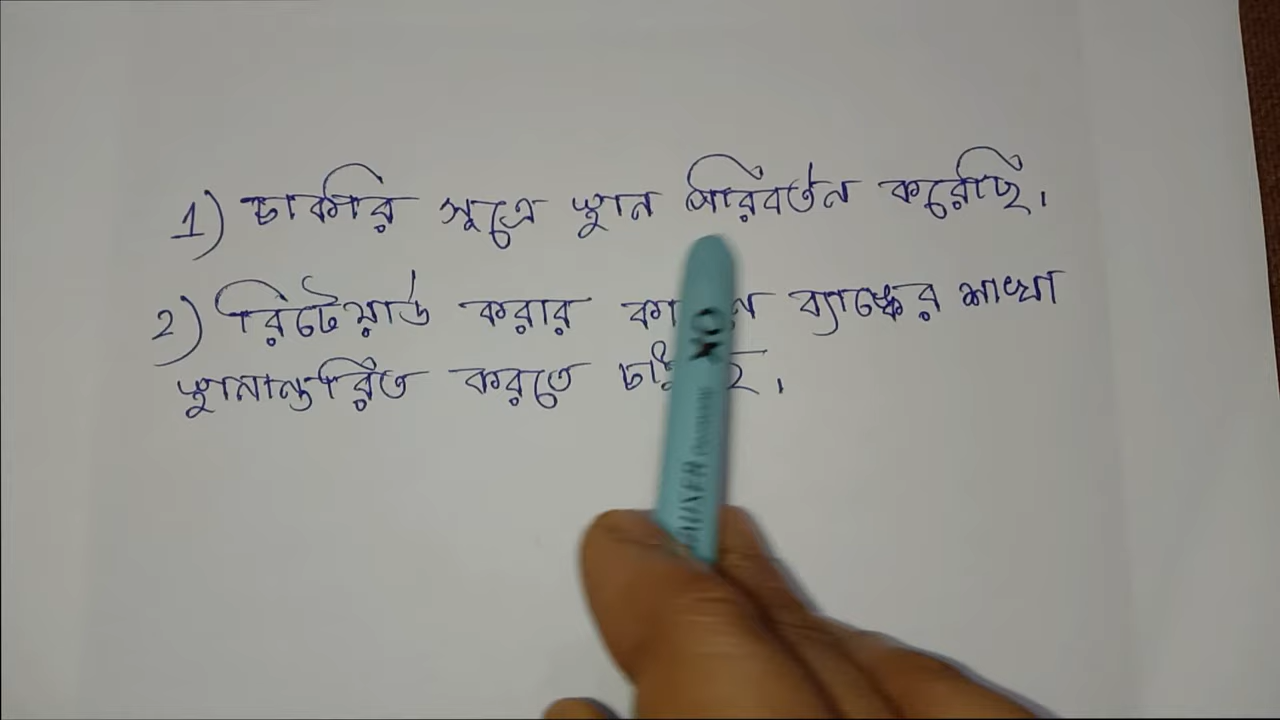 1) চাকরির সূত্রে স্থান পরিবর্তন করেছি।
2) রিটেয়ার্ড করার ব্যাঙ্কের শাখা
স্থানান্তরিত করতে